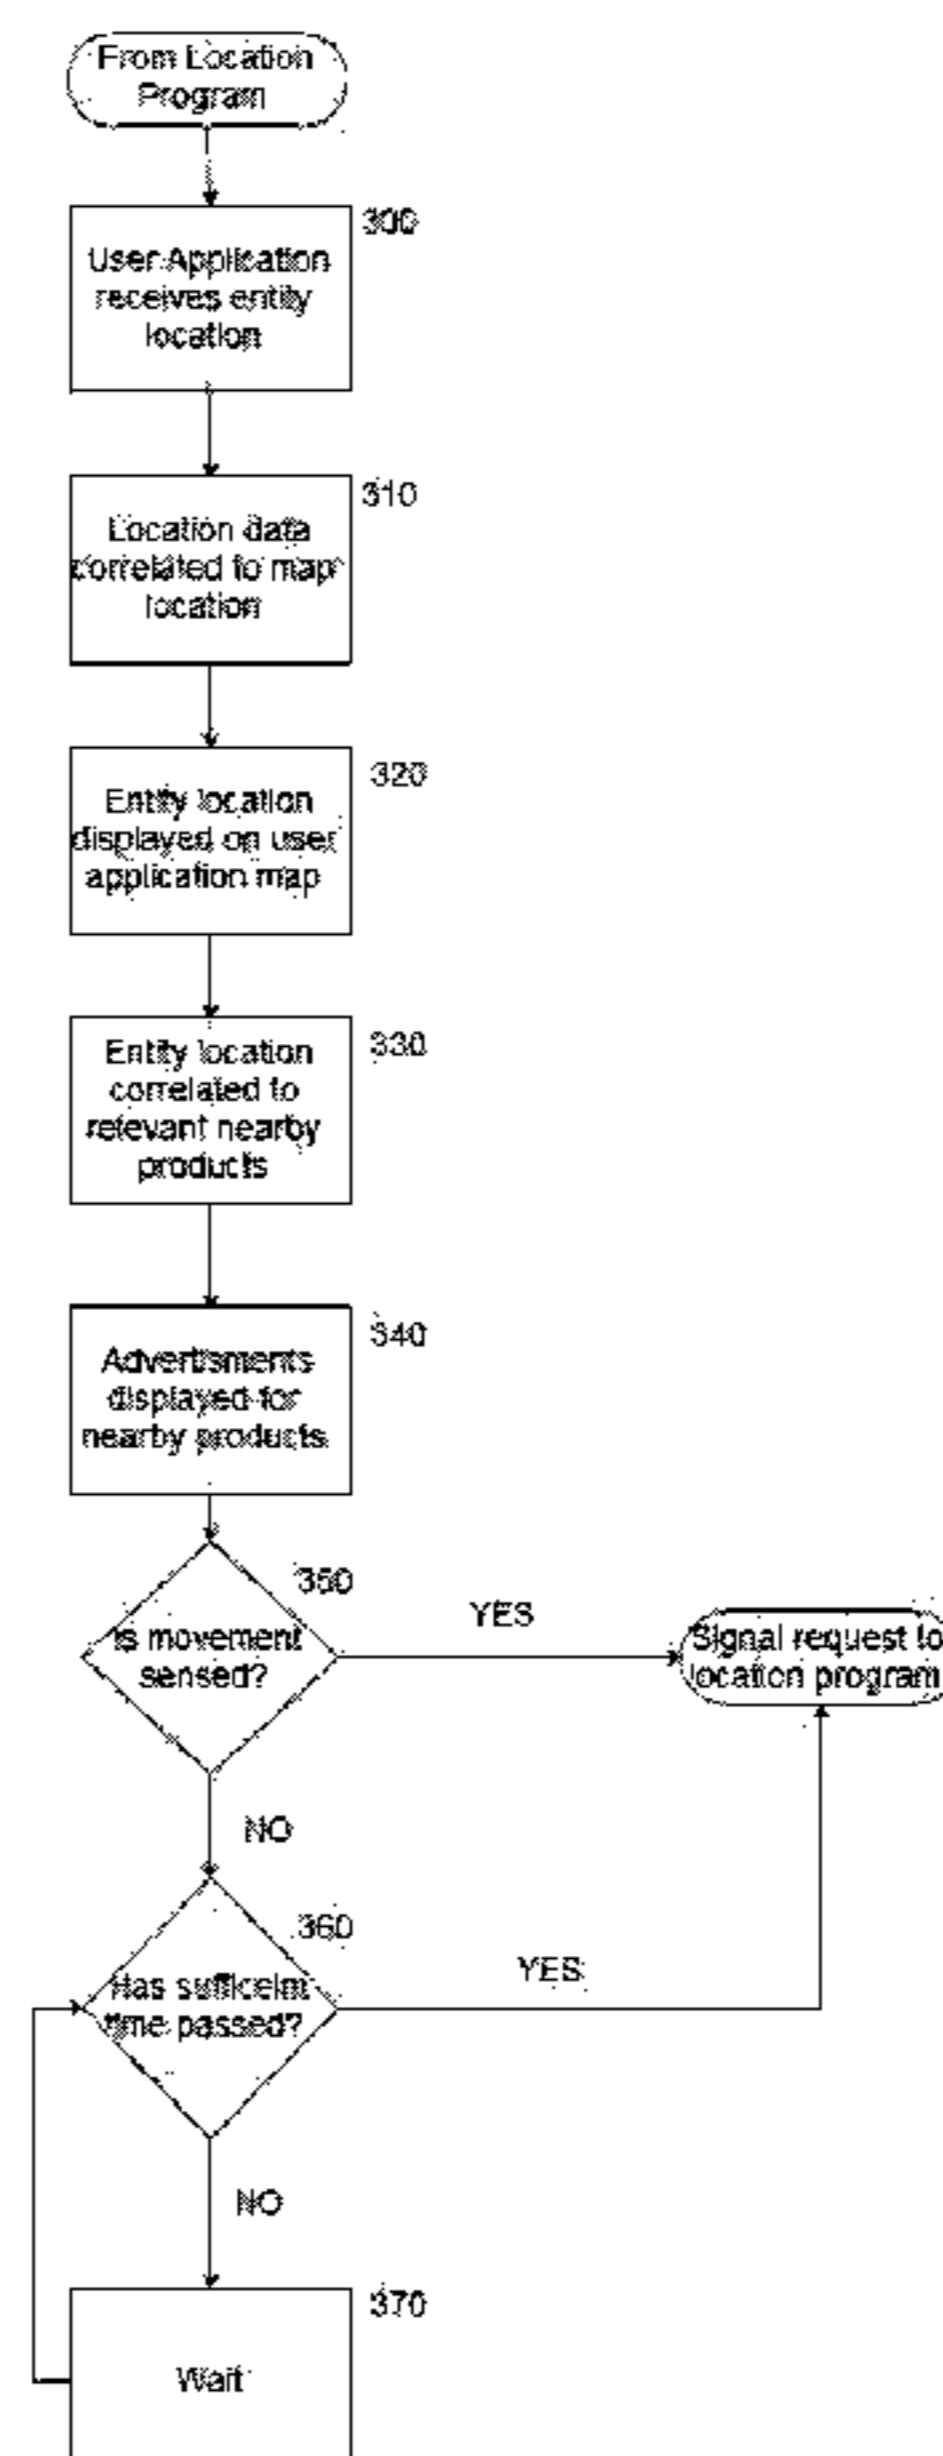 From Location
Program
300
User Application
receives entity
location
310
Location data
correlated to map
location
320
Entity location
displayed on user
application map
330
Entity location
correlated to
relevant nearby
products
340
Advertisments
displayed for
nearby products
350
Is movement
sensed?
YES
Signal request to
location program
NO
360
Has sufficeint
time passed?
YES
NO
370
Wait